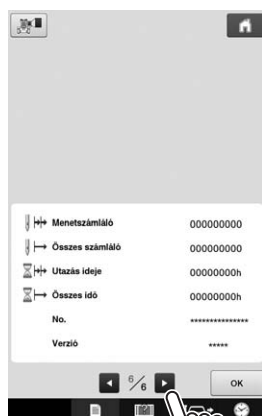 Menetszámláló 000000000
Összes számláló 000000000
Utazás ideje 00000000h
Összes idő 00000000h
No. ***************
Verzió *****
6/6 OK